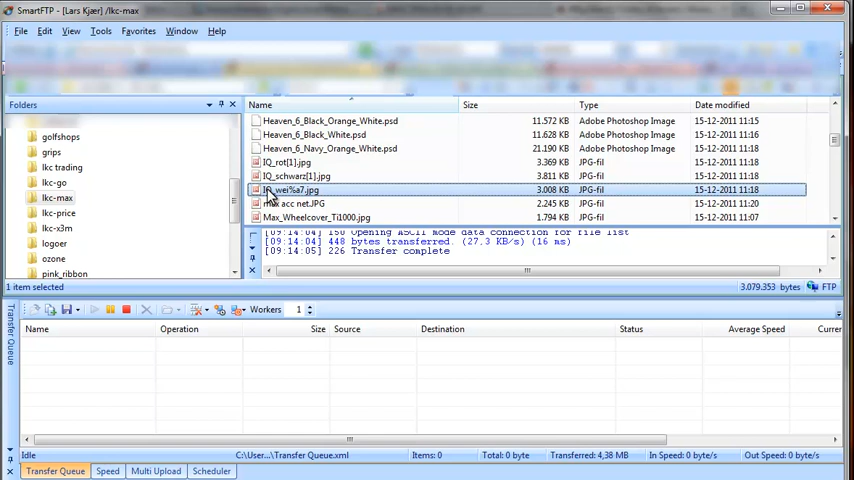 SmartFTP - [Lars Kjær] /lkc-max
File Edit View Tools Favorites Window Help
Folders
golfshops
grips
lkc trading
lkc-go
lkc-max
lkc-price
lkc-x3m
logoer
ozone
pink_ribbon
Name Size Type Date modified
Heaven_6_Black_Orange_White.psd 11.572 KB Adobe Photoshop Image 15-12-2011 11:15
Heaven_6_Black_White.psd 11.628 KB Adobe Photoshop Image 15-12-2011 11:16
Heaven_6_Navy_Orange_White.psd 21.190 KB Adobe Photoshop Image 15-12-2011 11:18
IQ_rot[1].jpg 3.369 KB JPG-fil 15-12-2011 11:18
IQ_schwarz[1].jpg 3.811 KB JPG-fil 15-12-2011 11:18
IQ_wei%a7.jpg 3.008 KB JPG-fil 15-12-2011 11:18
max acc net.JPG 1.647 KB JPG-fil 15-12-2011 11:18
Max_Wheelcover_Ti1000.jpg 1.794 KB JPG-fil 15-12-2011 11:07
[09:14:04] 150 Opening ASCII mode data connection for file list
[09:14:04] 448 bytes transferred. (27,3 KB/s) (16 ms)
[09:14:05] 226 Transfer complete
1 item selected 3.079.353 bytes FTP
Workers 1
Transfer Queue
Name Operation Size Source Destination Status Average Speed Curre
Idle C:\User...\Transfer Queue.xml Items: 0 Total: 0 byte Transferred: 4,38 MB In Speed: 0 byte/s Out Speed: 0 byte/s
Transfer Queue Speed Multi Upload Scheduler